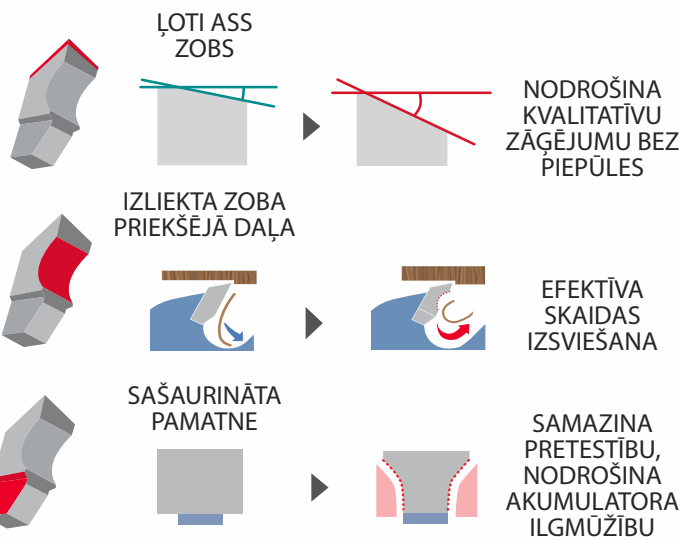 ĻOTI ASS
ZOBS
NODROŠINA
KVALITATĪVU
ZĀĢĒJUMU BEZ
PIEPŪLES
IZLIEKTA ZOBA
PRIEKŠĒJĀ DAĻA
EFEKTĪVA
SKAIDAS
IZSVIEŠANA
SAŠAURINĀTA
PAMATNE
SAMAZINA
PRETESTĪBU,
NODROŠINA
AKUMULATORA
ILGMŪŽĪBU